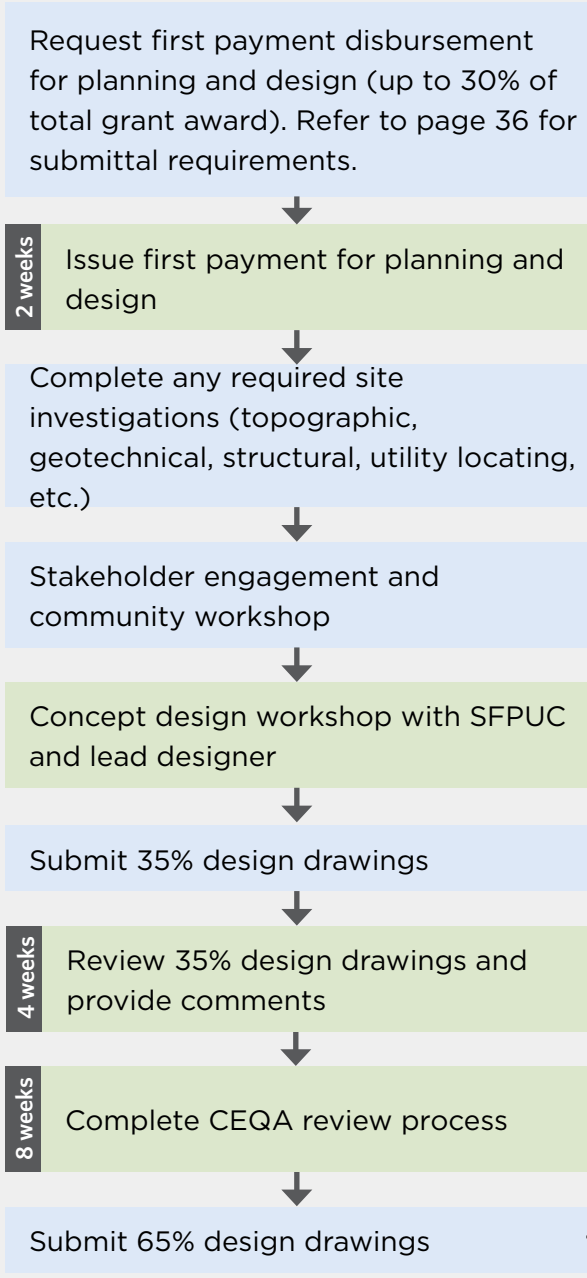 Request first payment disbursement
for planning and design (up to 30% of
total grant award). Refer to page 36 for
submittal requirements.
2 weeks
Issue first payment for planning and
design
Complete any required site
investigations (topographic,
geotechnical, structural, utility locating,
etc.)
Stakeholder engagement and
community workshop
Concept design workshop with SFPUC
and lead designer
Submit 35% design drawings
4 weeks
Review 35% design drawings and
provide comments
8 weeks
Complete CEQA review process
Submit 65% design drawings